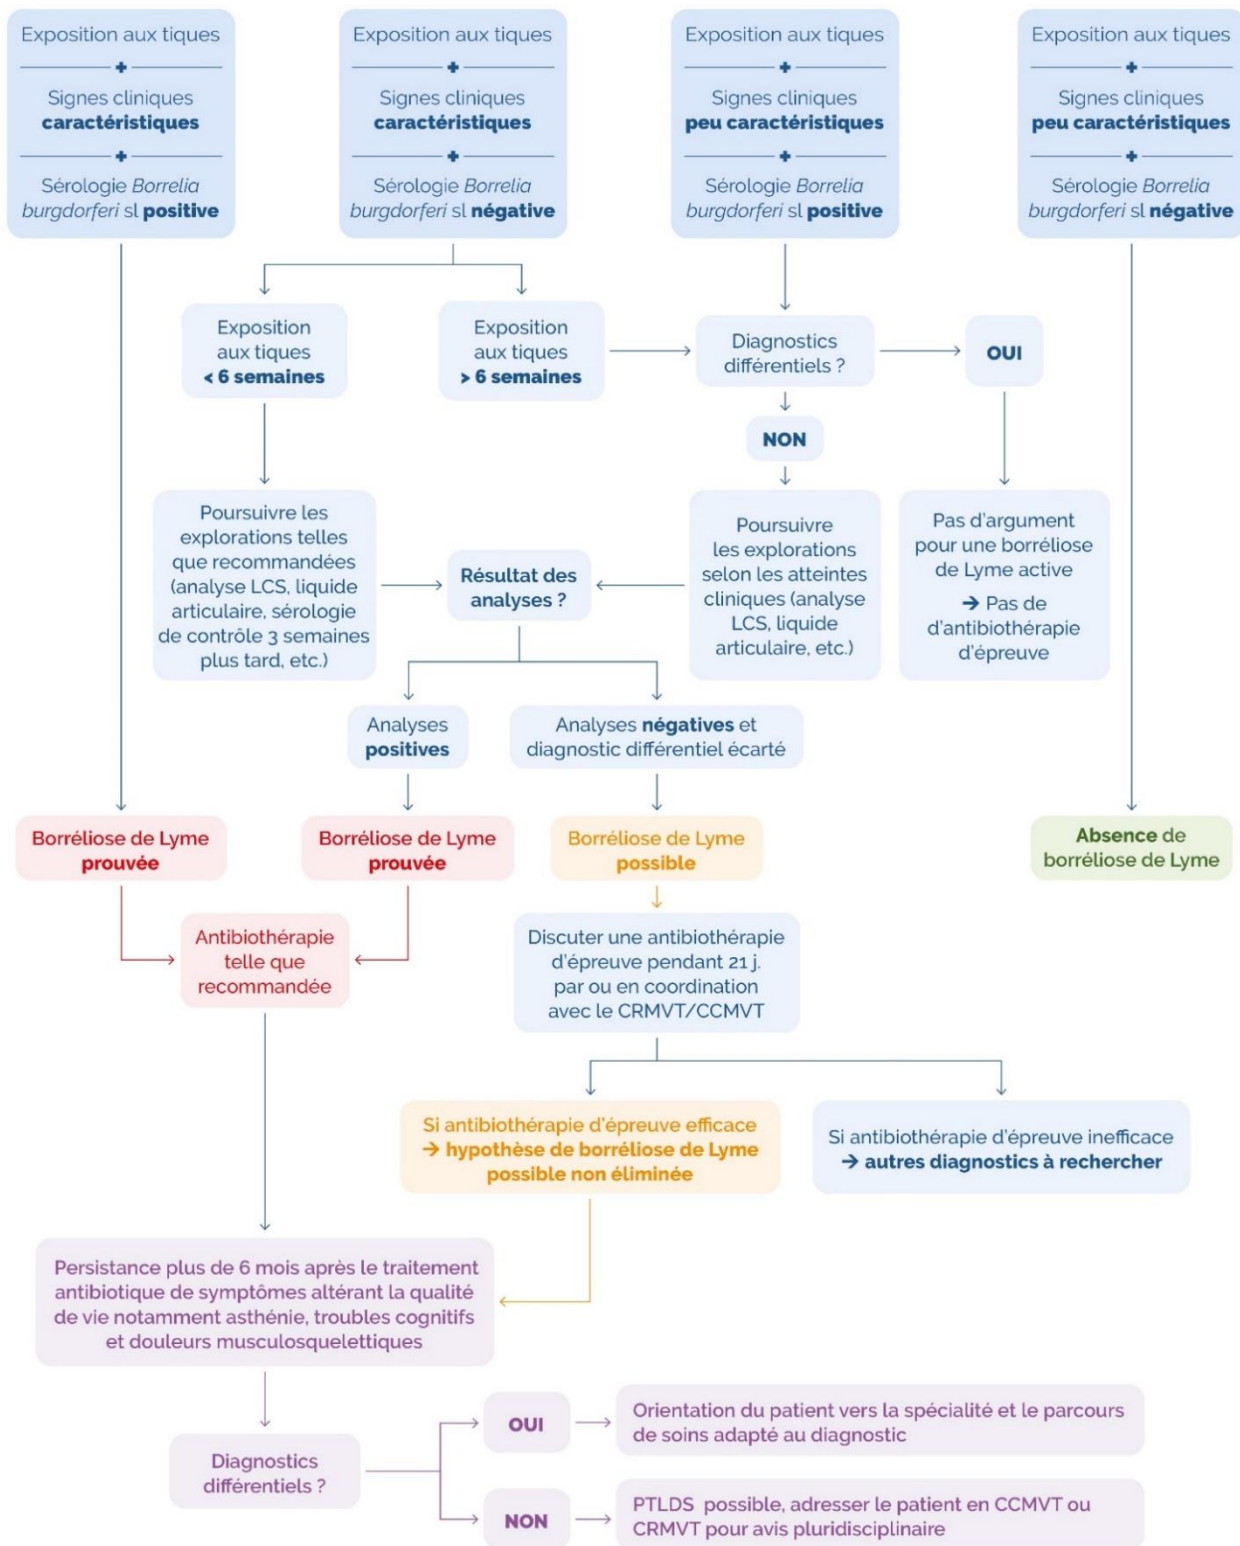 Exposition aux tiques
+
Signes cliniques
caractéristiques
+
Sérologie Borrelia
burgdorferi sl positive
Exposition aux tiques
+
Signes cliniques
caractéristiques
+
Sérologie Borrelia
burgdorferi sl négative
Exposition aux tiques
+
Signes cliniques
peu caractéristiques
+
Sérologie Borrelia
burgdorferi sl positive
Exposition aux tiques
+
Signes cliniques
peu caractéristiques
+
Sérologie Borrelia
burgdorferi sl négative
Exposition
aux tiques
< 6 semaines
Exposition
aux tiques
> 6 semaines
Diagnostics
différentiels ?
OUI
NON
Poursuivre les
explorations telles
que recommandées
(analyse LCS, liquide
articulaire, sérologie
de contrôle 3 semaines
plus tard, etc.)
Résultat des
analyses ?
Poursuivre
les explorations
selon les atteintes
cliniques (analyse
LCS, liquide
articulaire, etc.)
Pas d'argument
pour une borréliose
de Lyme active
→ Pas
d'antibiothérapie
d'épreuve
Analyses
positives
Analyses négatives et
diagnostic différentiel écarté
Borréliose de Lyme
prouvée
Borréliose de Lyme
prouvée
Borréliose de Lyme
possible
Absence de
borréliose de Lyme
Antibiothérapie
telle que
recommandée
Discuter une antibiothérapie
d'épreuve pendant 21 j.
par ou en coordination
avec le CRMVT/CCMVT
Si antibiothérapie d'épreuve efficace
→ hypothèse de borréliose de Lyme
possible non éliminée
Si antibiothérapie d'épreuve inefficace
→ autres diagnostics à rechercher
Persistance plus de 6 mois après le traitement
antibiotique de symptômes altérant la qualité
de vie notamment asthénie, troubles cognitifs
et douleurs musculosquelettiques
Diagnostics
différentiels ?
OUI
Orientation du patient vers la spécialité et le parcours
de soins adapté au diagnostic
NON
PTLDS possible, adresser le patient en CCMVT ou
CRMVT pour avis pluridisciplinaire